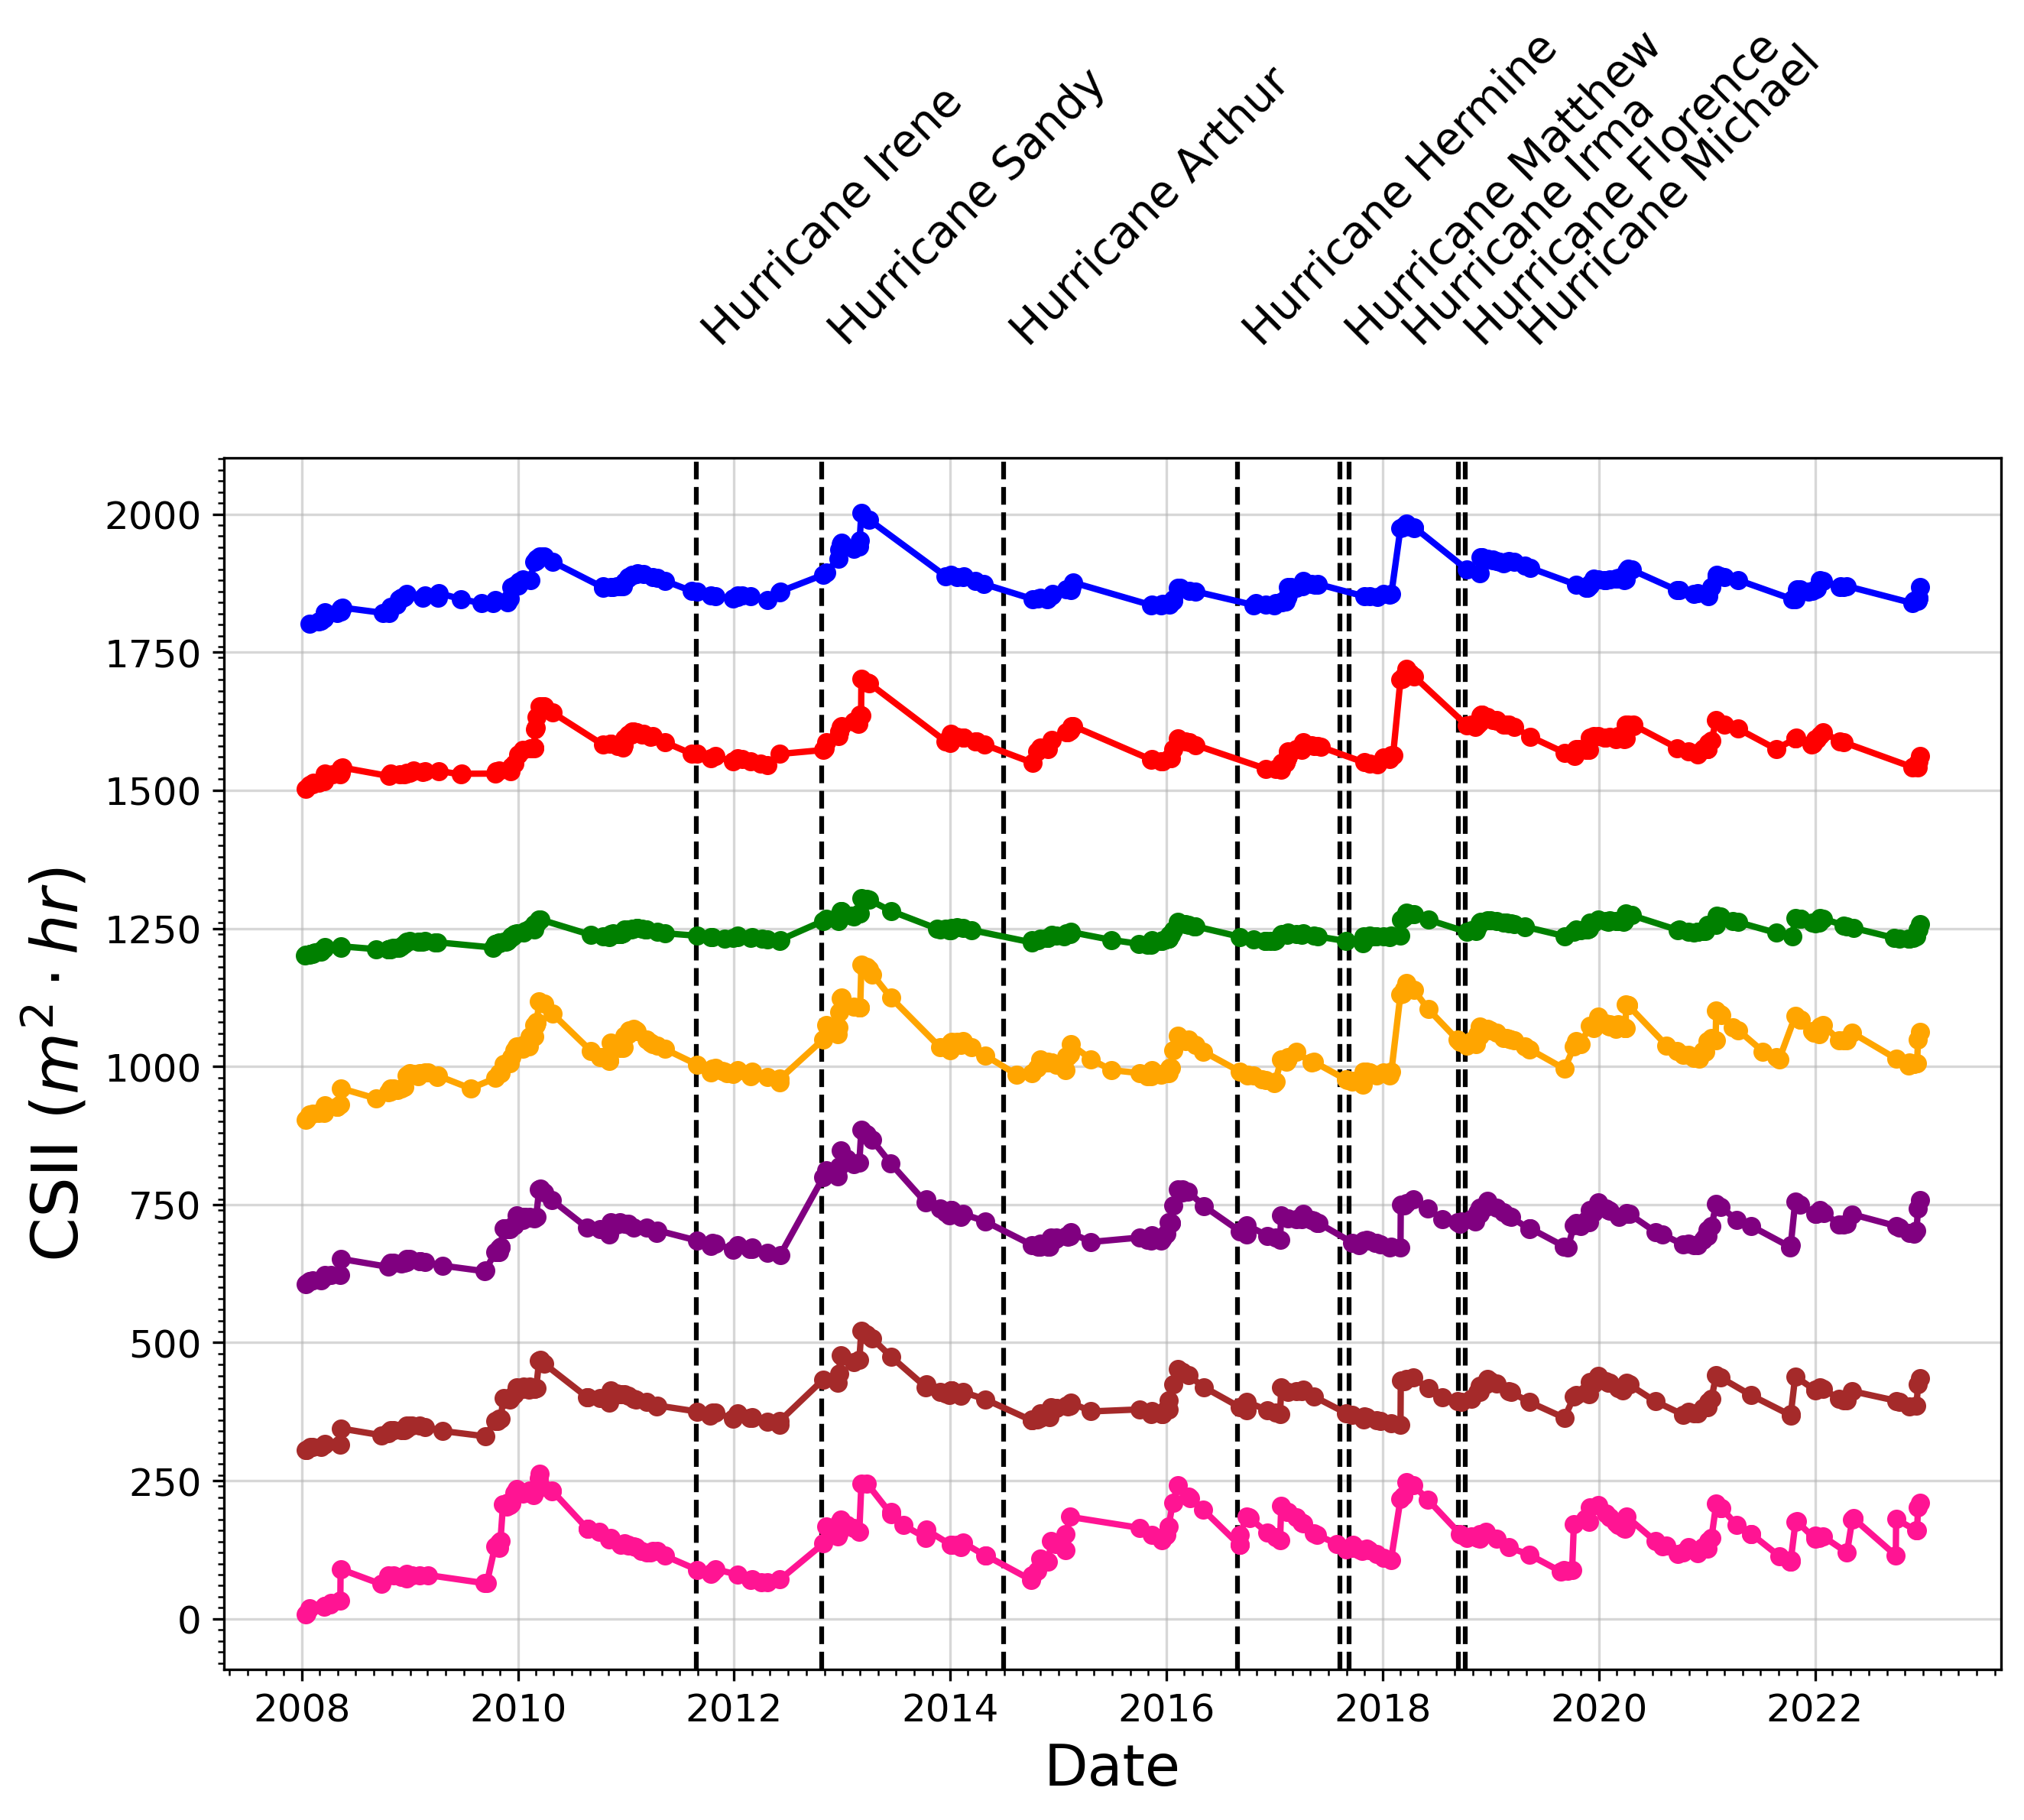 Hurricane Irene
Hurricane Sandy
Hurricane Arthur
Hurricane Hermine
Hurricane Matthew
Hurricane Irma
Hurricane Florence
Hurricane Michael
2000
1750
1500
1250
1000
750
500
250
0
CSII (m² · hr)
2008 2010 2012 2014 2016 2018 2020 2022
Date